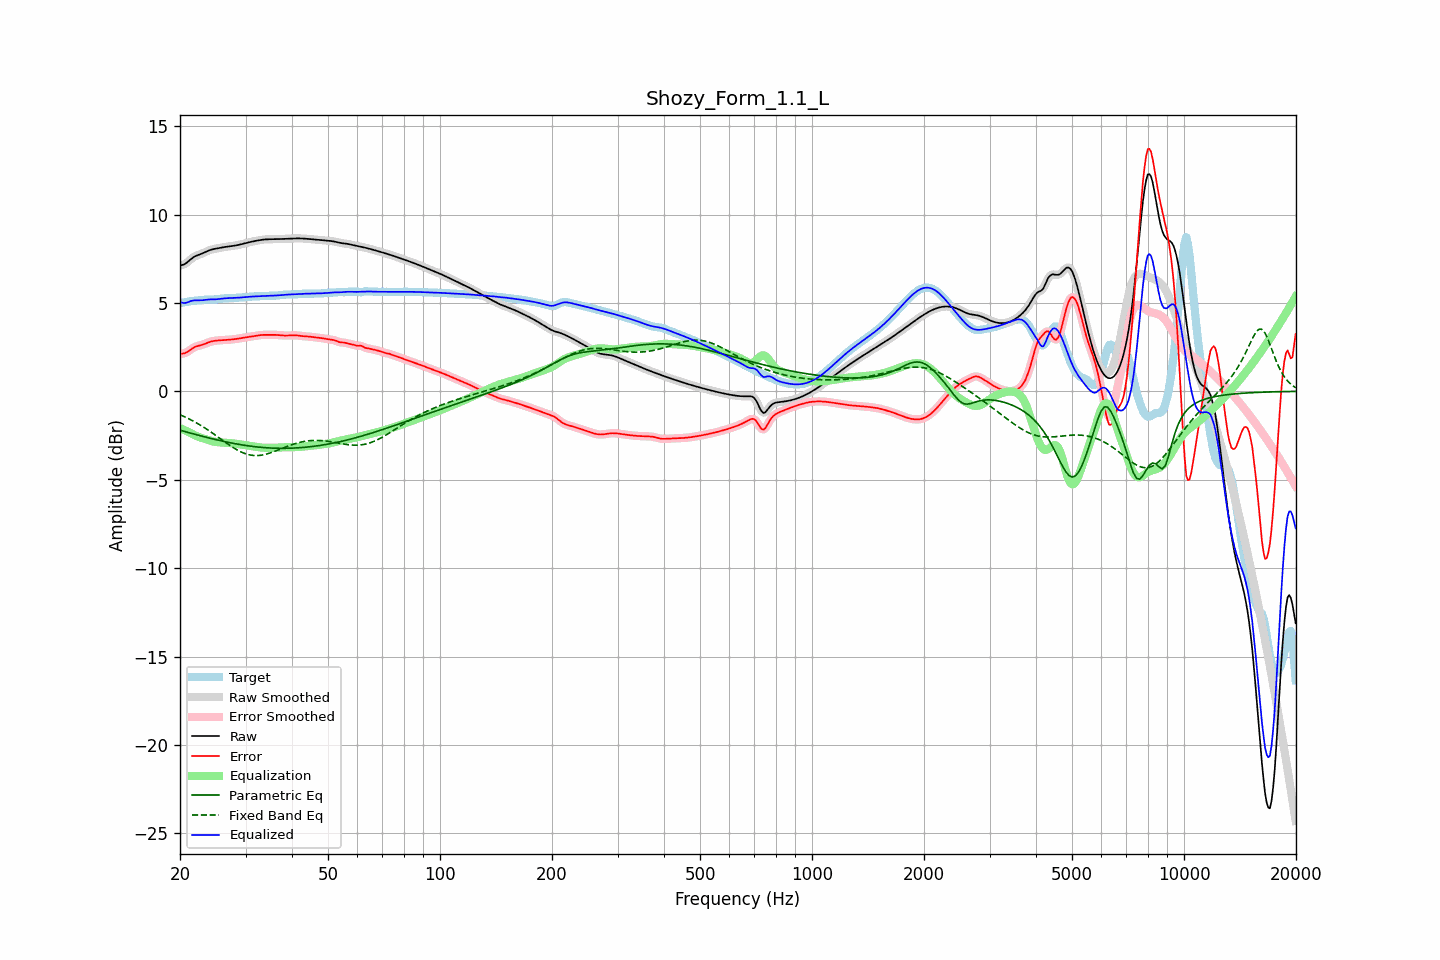 Shozy_Form_1.1_L
15
10
5
0
−5
−10
−15
−20
−25
Amplitude (dBr)
Target
Raw Smoothed
Error Smoothed
Raw
Error
Equalization
Parametric Eq
Fixed Band Eq
Equalized
20 50 100 200 500 1000 2000 5000 10000 20000
Frequency (Hz)